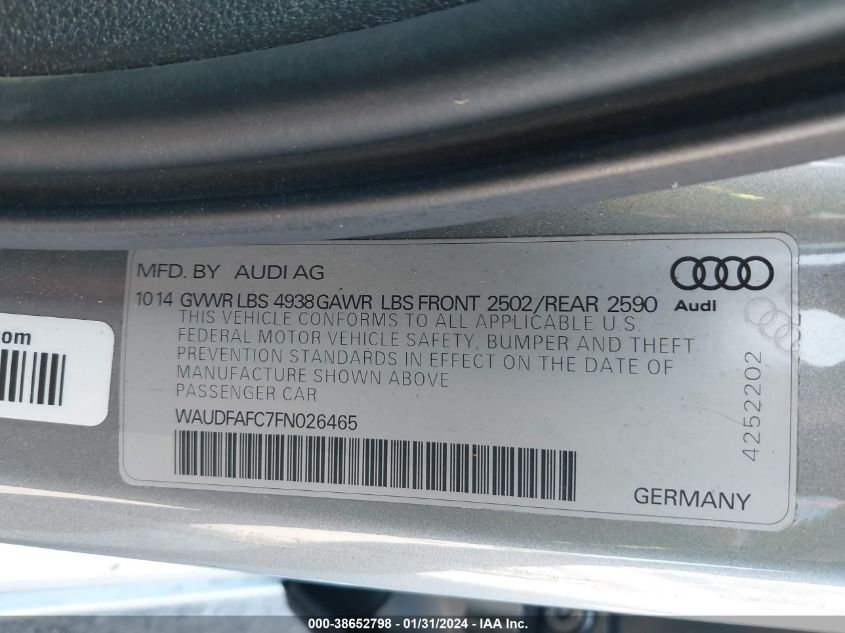 MFD. BY AUDI AG
10 14 GVWR LBS 4938 GAWR LBS FRONT 2502/REAR 2590
THIS VEHICLE CONFORMS TO ALL APPLICABLE U.S.
FEDERAL MOTOR VEHICLE SAFETY, BUMPER AND THEFT
PREVENTION STANDARDS IN EFFECT ON THE DATE OF
MANUFACTURE SHOWN ABOVE
PASSENGER CAR
WAUDFAFC7FN026465
Audi
4252202
GERMANY
om
000-38652798 - 01/31/2024 - IAA Inc.